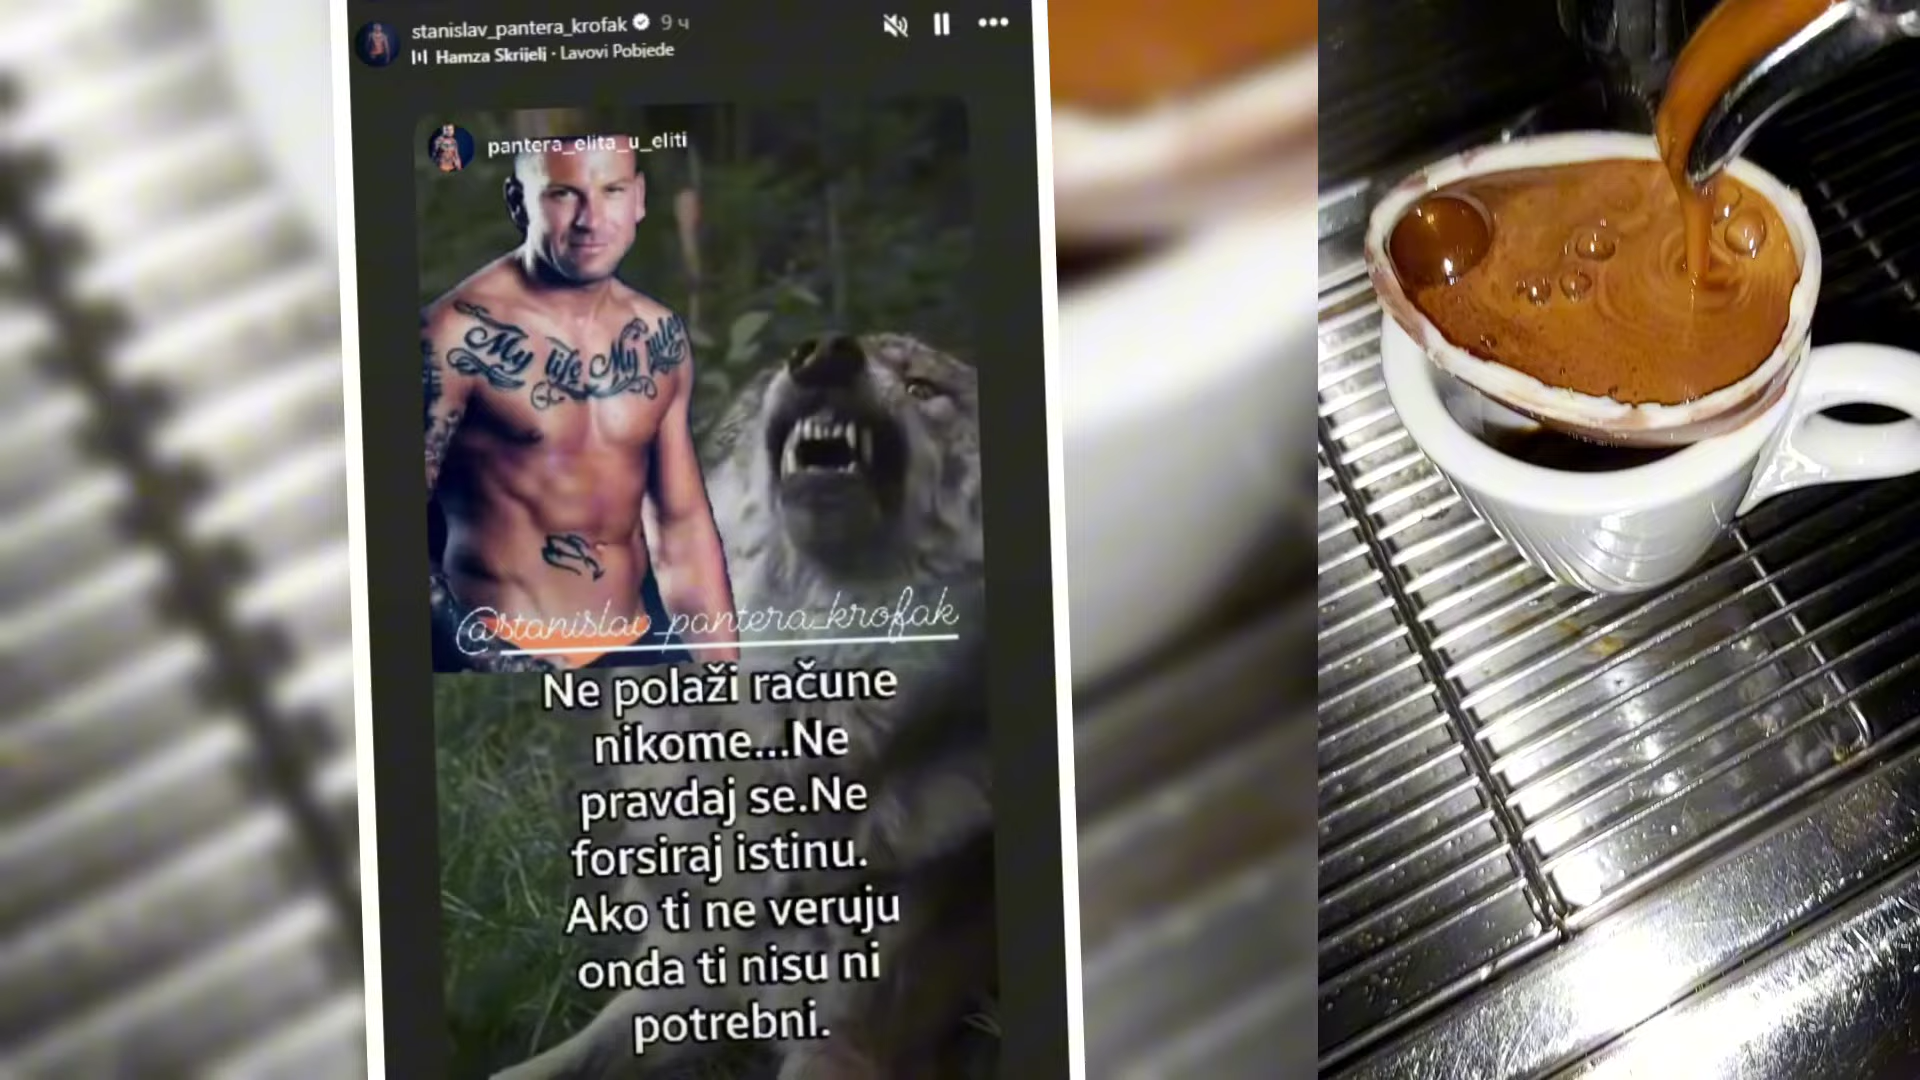 stanislav_pantera_krofak 9 ч
Hamza Skrijelj · Lavovi Pobjede
pantera_elita_u_eliti
My life My rules
@stanislav_pantera_krofak
Ne polaži račune
nikome...Ne
pravdaj se.Ne
forsiraj istinu.
Ako ti ne veruju
onda ti nisu ni
potrebni.